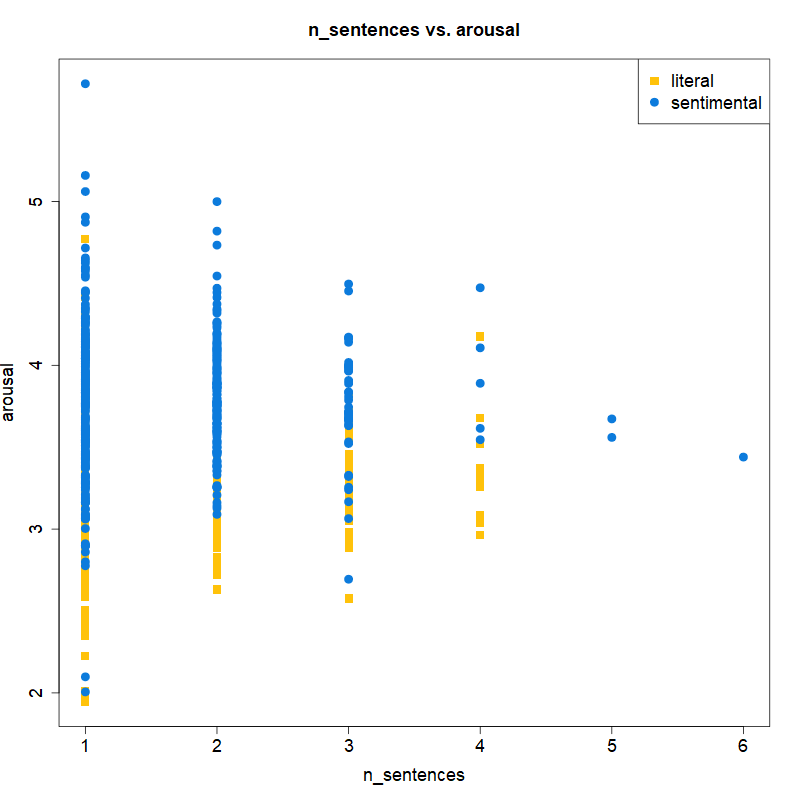 n_sentences vs. arousal
literal
sentimental
5
4
3
2
arousal
1 2 3 4 5 6
n_sentences